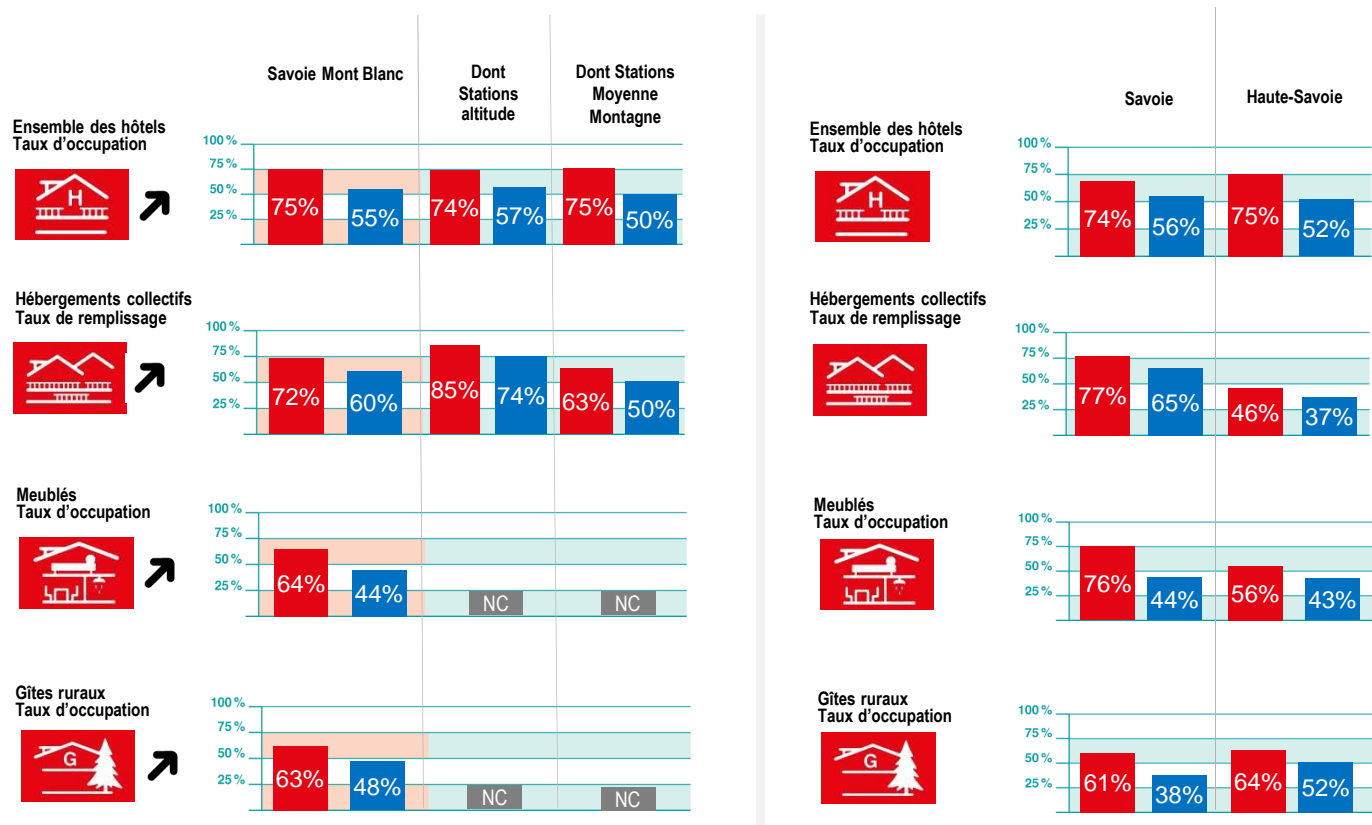 Savoie Mont Blanc
Dont
Stations
altitude
Dont Stations
Moyenne
Montagne
Ensemble des hôtels
Taux d'occupation
H
100%
75%
50%
25%
75%
55%
74%
57%
75%
50%
Hébergements collectifs
Taux de remplissage
100%
75%
50%
25%
72%
60%
85%
74%
63%
50%
Meublés
Taux d'occupation
100%
75%
50%
25%
64%
44%
NC
NC
Gîtes ruraux
Taux d'occupation
G
100%
75%
50%
25%
63%
48%
NC
NC
Savoie
Haute-Savoie
Ensemble des hôtels
Taux d'occupation
H
100%
75%
50%
25%
74%
56%
75%
52%
Hébergements collectifs
Taux de remplissage
100%
75%
50%
25%
77%
65%
46%
37%
Meublés
Taux d'occupation
100%
75%
50%
25%
76%
44%
56%
43%
Gîtes ruraux
Taux d'occupation
G
100%
75%
50%
25%
61%
38%
64%
52%